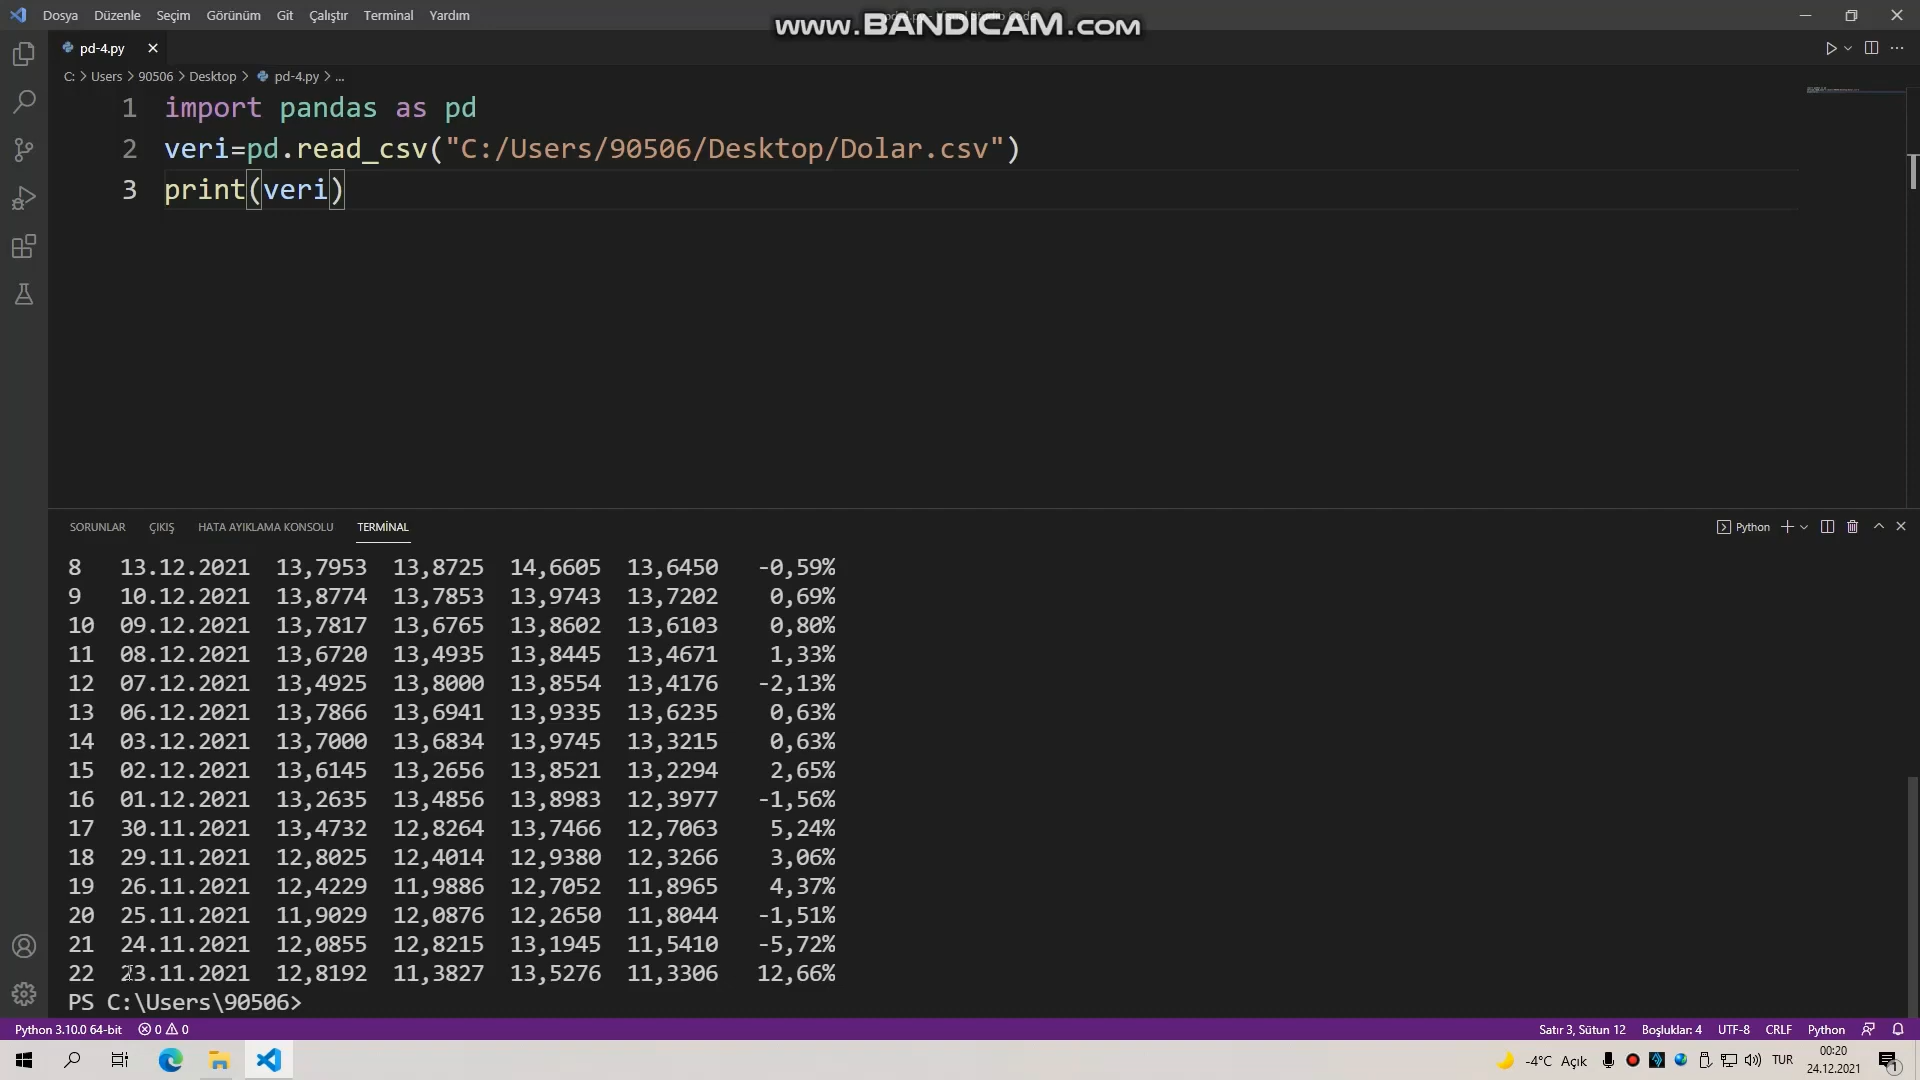 Dosya Düzenle Seçim Görünüm Git Çalıştır Terminal Yardım
www.BANDICAM.com
pd-4.py
C: > Users > 90506 > Desktop > pd-4.py > ...
1 import pandas as pd
2 veri=pd.read_csv("C:/Users/90506/Desktop/Dolar.csv")
3 print(veri)
SORUNLAR ÇIKIŞ HATA AYIKLAMA KONSOLU TERMİNAL Python
8 13.12.2021 13,7953 13,8725 14,6605 13,6450 -0,59%
9 10.12.2021 13,8774 13,7853 13,9743 13,7202 0,69%
10 09.12.2021 13,7817 13,6765 13,8602 13,6103 0,80%
11 08.12.2021 13,6720 13,4935 13,8445 13,4671 1,33%
12 07.12.2021 13,4925 13,8000 13,8554 13,4176 -2,13%
13 06.12.2021 13,7866 13,6941 13,9335 13,6235 0,63%
14 03.12.2021 13,7000 13,6834 13,9745 13,3215 0,63%
15 02.12.2021 13,6145 13,2656 13,8521 13,2294 2,65%
16 01.12.2021 13,2635 13,4856 13,8983 12,3977 -1,56%
17 30.11.2021 13,4732 12,8264 13,7466 12,7063 5,24%
18 29.11.2021 12,8025 12,4014 12,9380 12,3266 3,06%
19 26.11.2021 12,4229 11,9886 12,7052 11,8965 4,37%
20 25.11.2021 11,9029 12,0876 12,2650 11,8044 -1,51%
21 24.11.2021 12,0855 12,8215 13,1945 11,5410 -5,72%
22 23.11.2021 12,8192 11,3827 13,5276 11,3306 12,66%
PS C:\Users\90506>
Python 3.10.0 64-bit 0 0 Satır 3, Sütun 12 Boşluklar: 4 UTF-8 CRLF Python
-4°C Açık TUR 00:20
24.12.2021 1